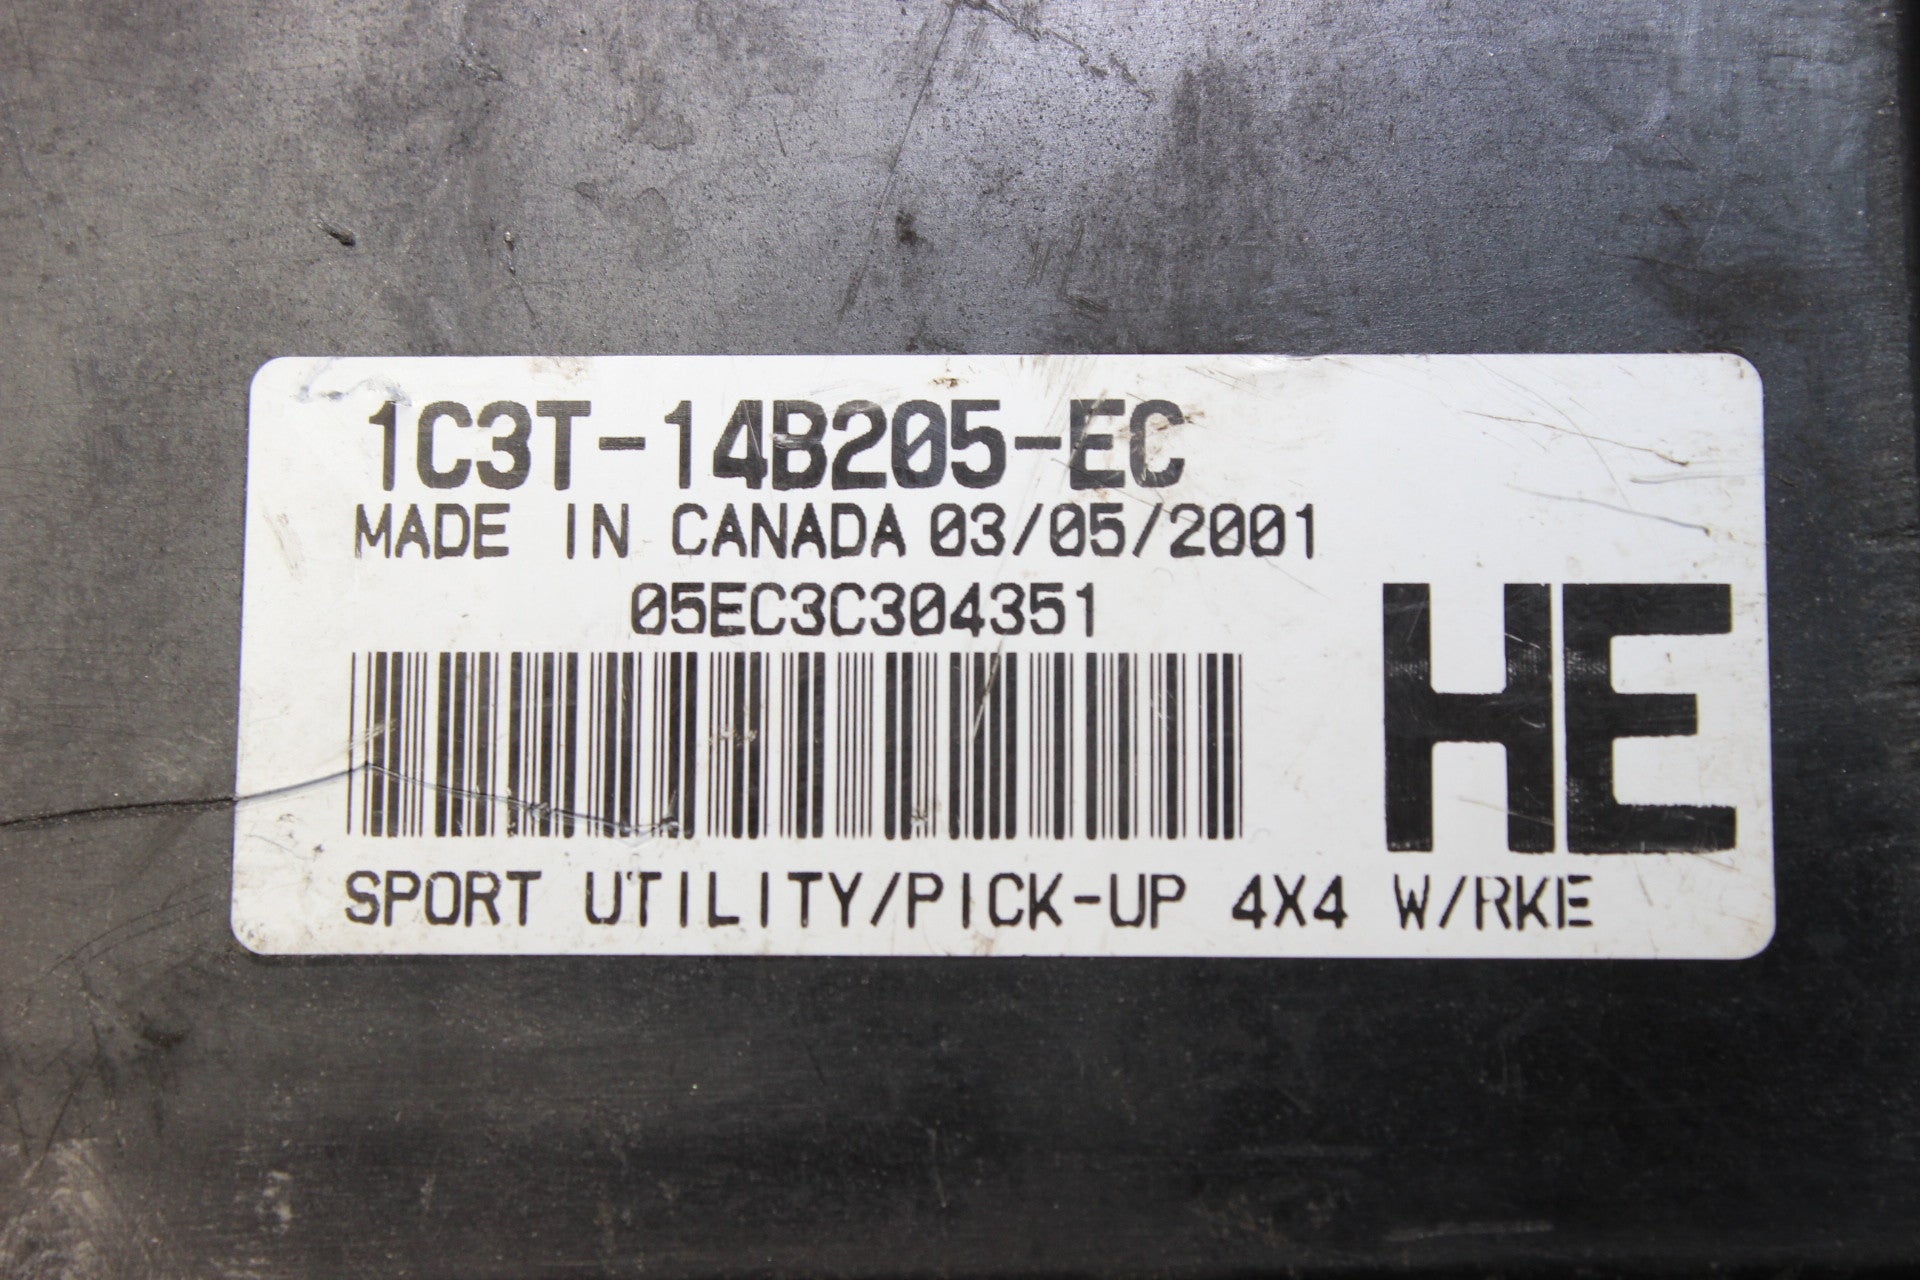 1C3T-14B205-EC
MADE IN CANADA 03/05/2001
05EC3C304351
HE
SPORT UTILITY/PICK-UP 4X4 W/RKE